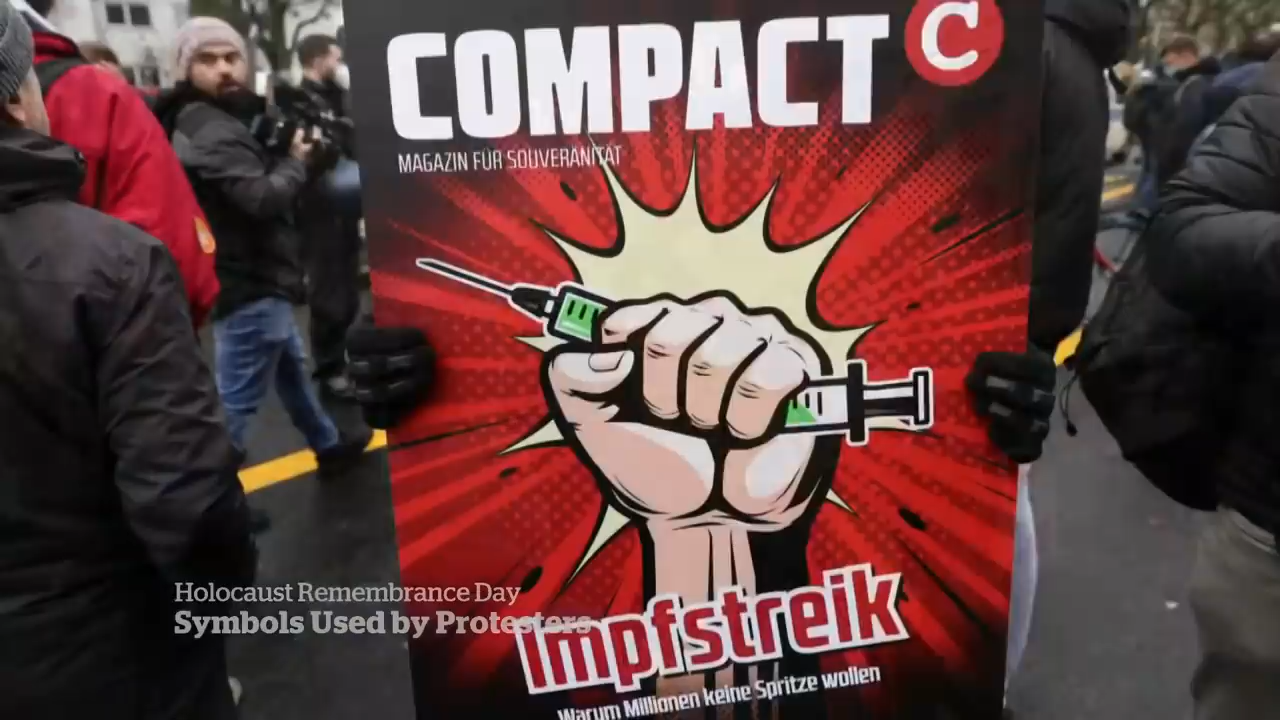 COMPACT
C
MAGAZIN FÜR SOUVERÄNITÄT
Holocaust Remembrance Day
Symbols Used by Protesters
Impfstreik
Warum Millionen keine Spritze wollen